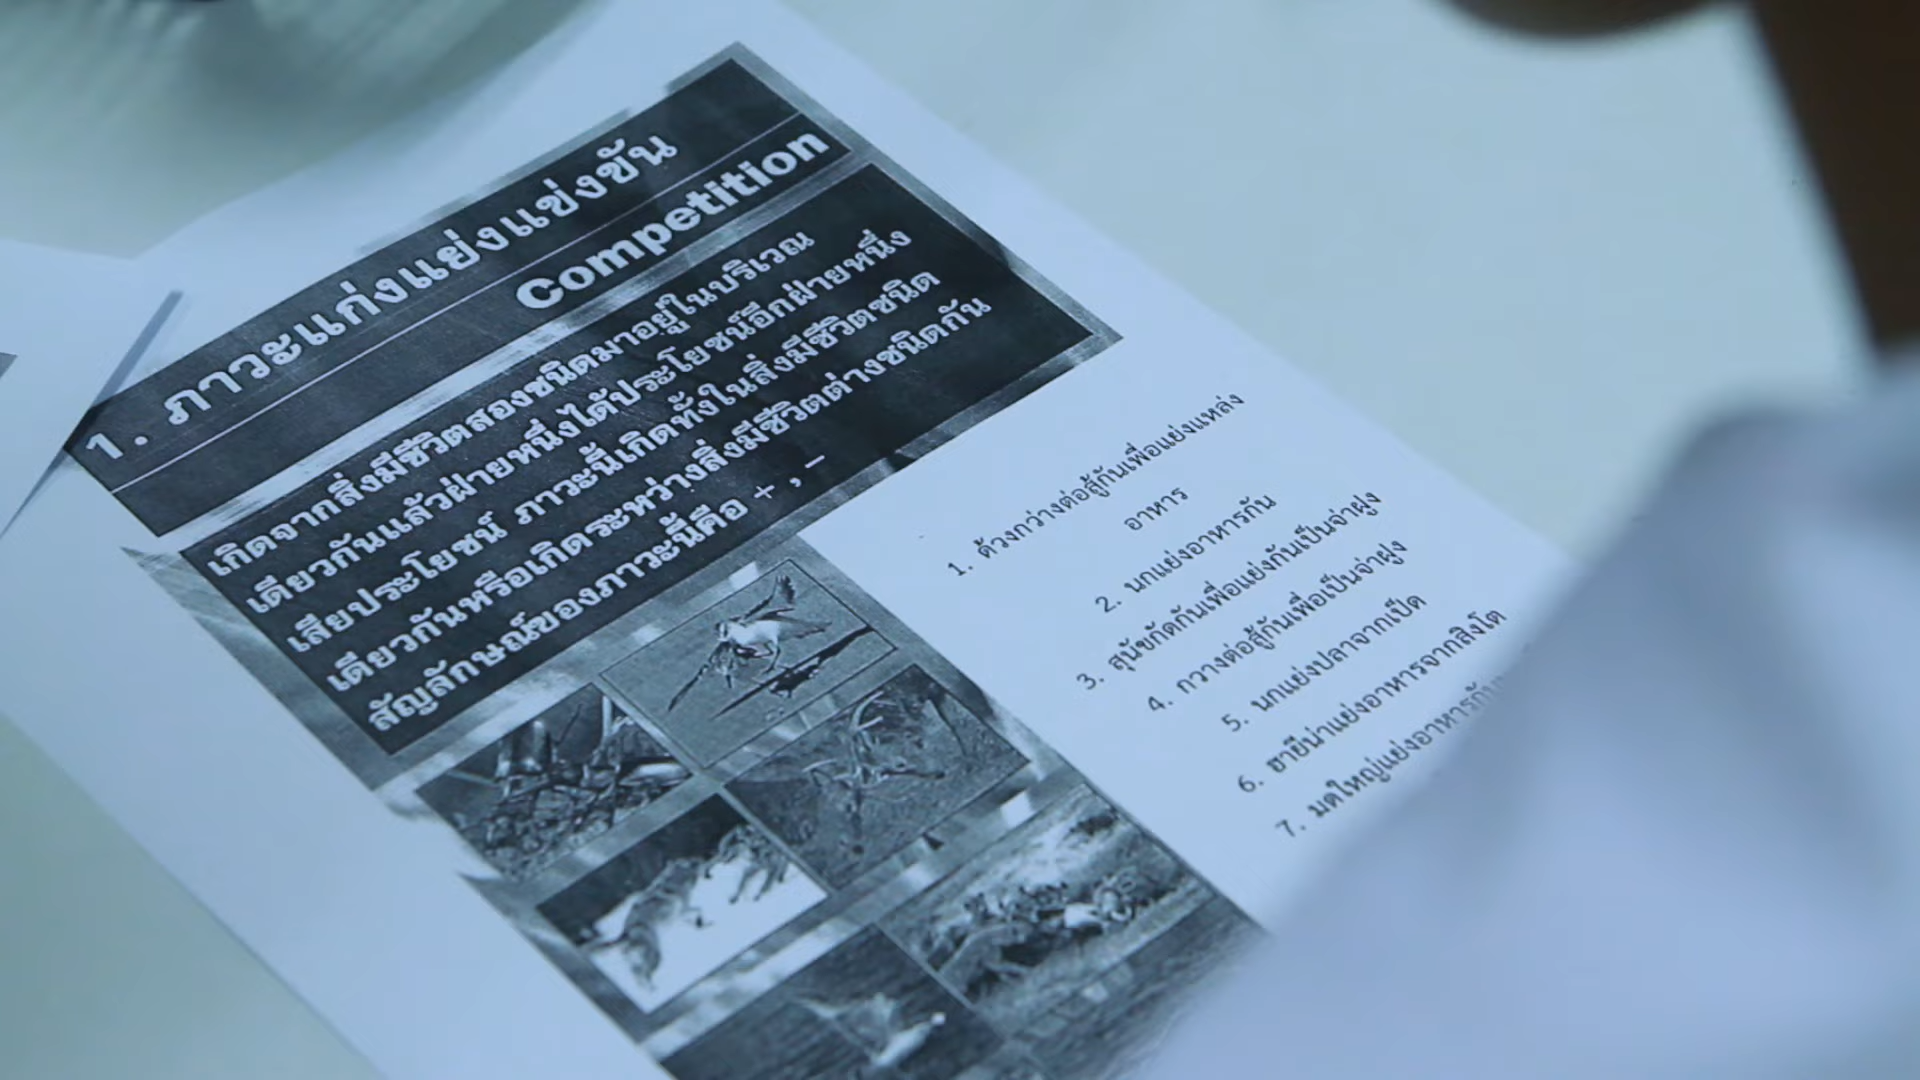 1. ภาวะแก่งแย่งแข่งขัน
Competition
เกิดจากสิ่งมีชีวิตสองชนิดมาอยู่ในบริเวณ
เดียวกันแล้วฝ่ายหนึ่งได้ประโยชน์อีกฝ่ายหนึ่ง
เสียประโยชน์ ภาวะนี้เกิดทั้งในสิ่งมีชีวิตชนิด
เดียวกันหรือเกิดระหว่างสิ่งมีชีวิตต่างชนิดกัน
สัญลักษณ์ของภาวะนี้คือ + , –
1. ด้วงกว่างต่อสู้กันเพื่อแย่งแหล่ง
อาหาร
2. นกแย่งอาหารกัน
3. สุนัขกัดกันเพื่อแย่งกันเป็นจ่าฝูง
4. กวางต่อสู้กันเพื่อเป็นจ่าฝูง
5. นกแย่งปลาจากเป็ด
6. ฮายีน่าแย่งอาหารจากสิงโต
7. มดใหญ่แย่งอาหารกัน